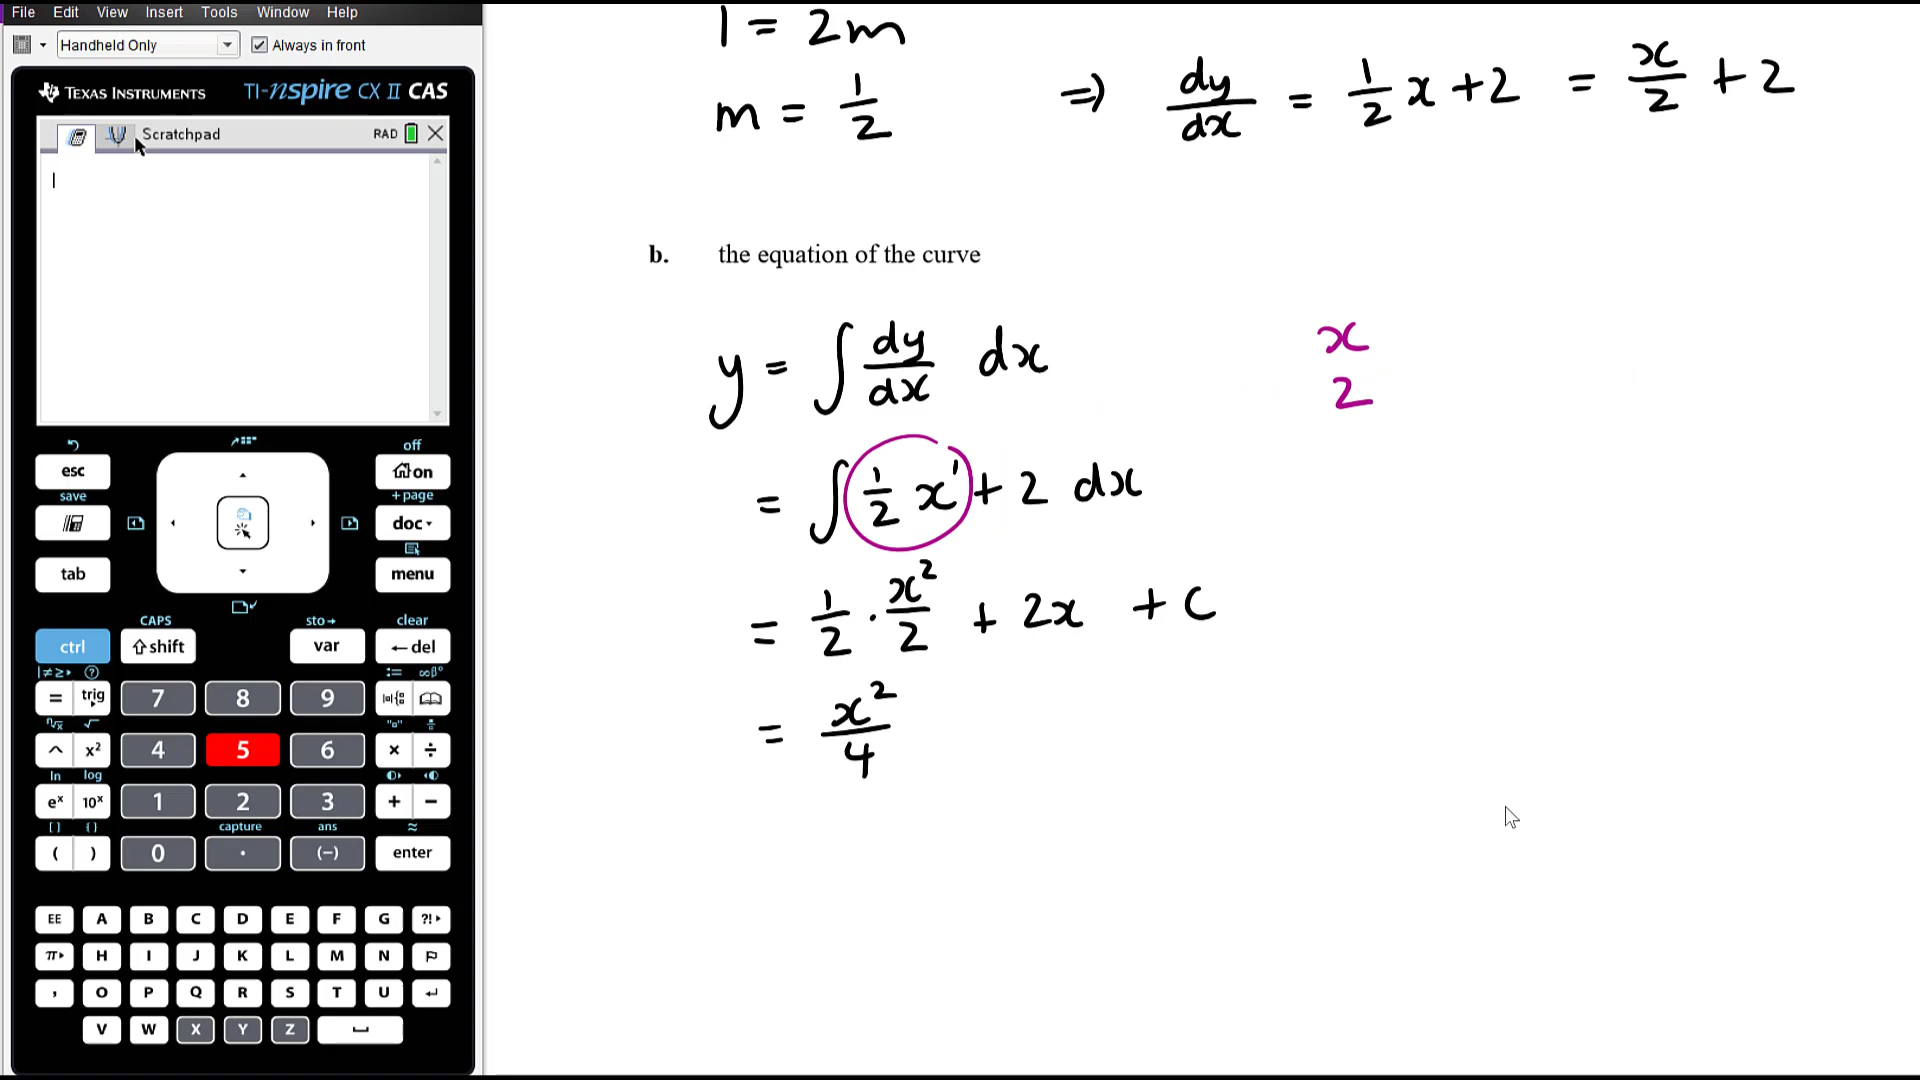 File Edit View Insert Tools Window Help
Handheld Only Always in front
TEXAS INSTRUMENTS TI-nspire CX II CAS
Scratchpad RAD
off
esc on
save + page
doc
tab menu
CAPS sto→ clear
ctrl ⇧shift var ←del
|≠≥▸ ? := ∞β°
= trig 7 8 9
ⁿ√x √ "□" ÷
^ x² 4 5 6 × ÷
ln log
eˣ 10ˣ 1 2 3 + −
[ ] { } capture ans ≈
( ) 0 . (−) enter
EE A B C D E F G ?!▸
π▸ H I J K L M N
, O P Q R S T U ↵
V W X Y Z
1 = 2m
m = 1/2 ⇒ dy/dx = 1/2 x + 2 = x/2 + 2
b. the equation of the curve
y = ∫ dy/dx dx
x
2
= ∫ 1/2 x¹ + 2 dx
= 1/2 · x²/2 + 2x + c
= x²/4